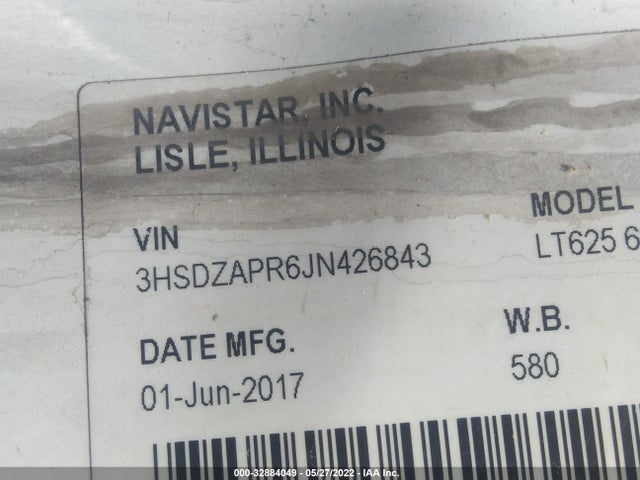 NAVISTAR, INC.
LISLE, ILLINOIS
MODEL
VIN
LT625 6
3HSDZAPR6JN426843
W.B.
DATE MFG.
580
01-Jun-2017
000-32884049 - 05/27/2022 - IAA Inc.